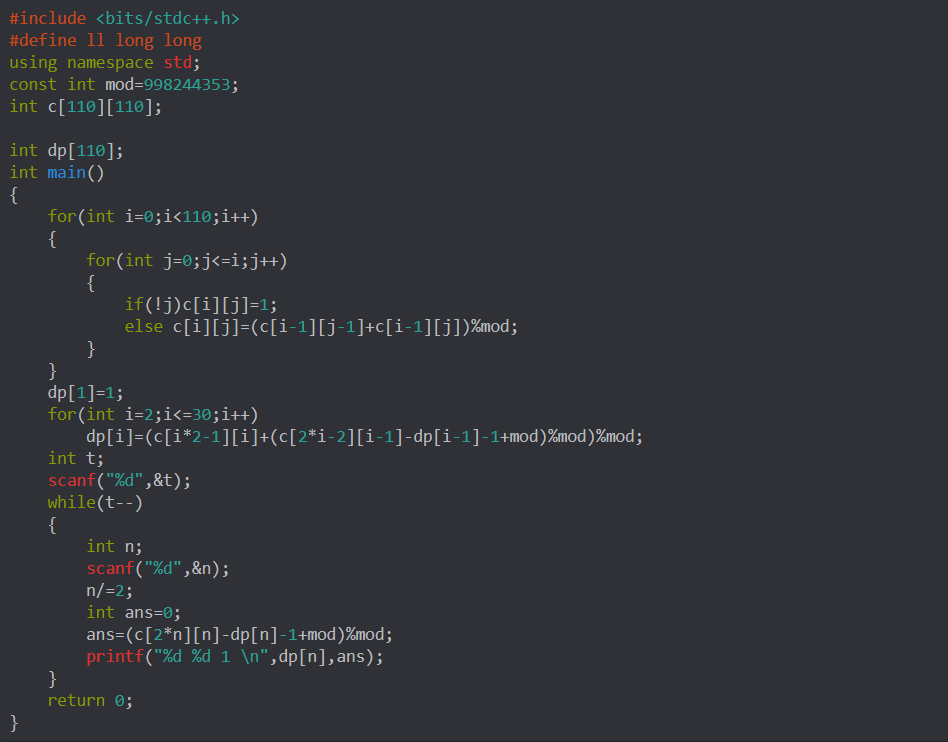 #include <bits/stdc++.h>
#define ll long long
using namespace std;
const int mod=998244353;
int c[110][110];

int dp[110];
int main()
{
    for(int i=0;i<110;i++)
    {
        for(int j=0;j<=i;j++)
        {
            if(!j)c[i][j]=1;
            else c[i][j]=(c[i-1][j-1]+c[i-1][j])%mod;
        }
    }
    dp[1]=1;
    for(int i=2;i<=30;i++)
        dp[i]=(c[i*2-1][i]+(c[2*i-2][i-1]-dp[i-1]-1+mod)%mod)%mod;
    int t;
    scanf("%d",&t);
    while(t--)
    {
        int n;
        scanf("%d",&n);
        n/=2;
        int ans=0;
        ans=(c[2*n][n]-dp[n]-1+mod)%mod;
        printf("%d %d 1 \n",dp[n],ans);
    }
    return 0;
}